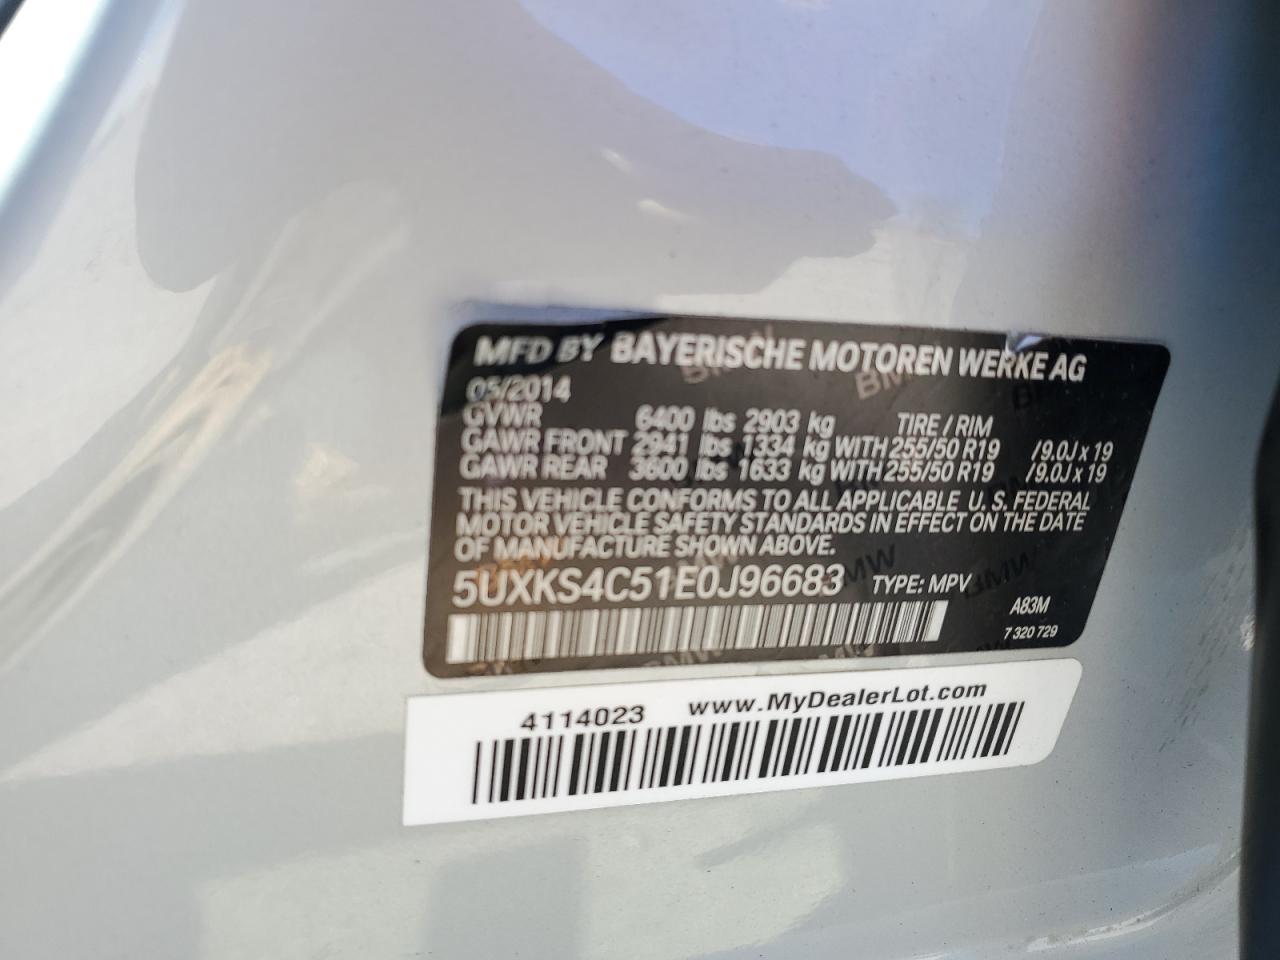 MFD BY BAYERISCHE MOTOREN WERKE AG
05/2014
GVWR 6400 lbs 2903 kg TIRE / RIM
GAWR FRONT 2941 lbs 1334 kg WITH 255/50 R19 /9.0J x 19
GAWR REAR 3600 lbs 1633 kg WITH 255/50 R19 /9.0J x 19
THIS VEHICLE CONFORMS TO ALL APPLICABLE U. S. FEDERAL
MOTOR VEHICLE SAFETY STANDARDS IN EFFECT ON THE DATE
OF MANUFACTURE SHOWN ABOVE.
5UXKS4C51E0J96683 TYPE: MPV
A83M
7 320 729
4114023 www.MyDealerLot.com